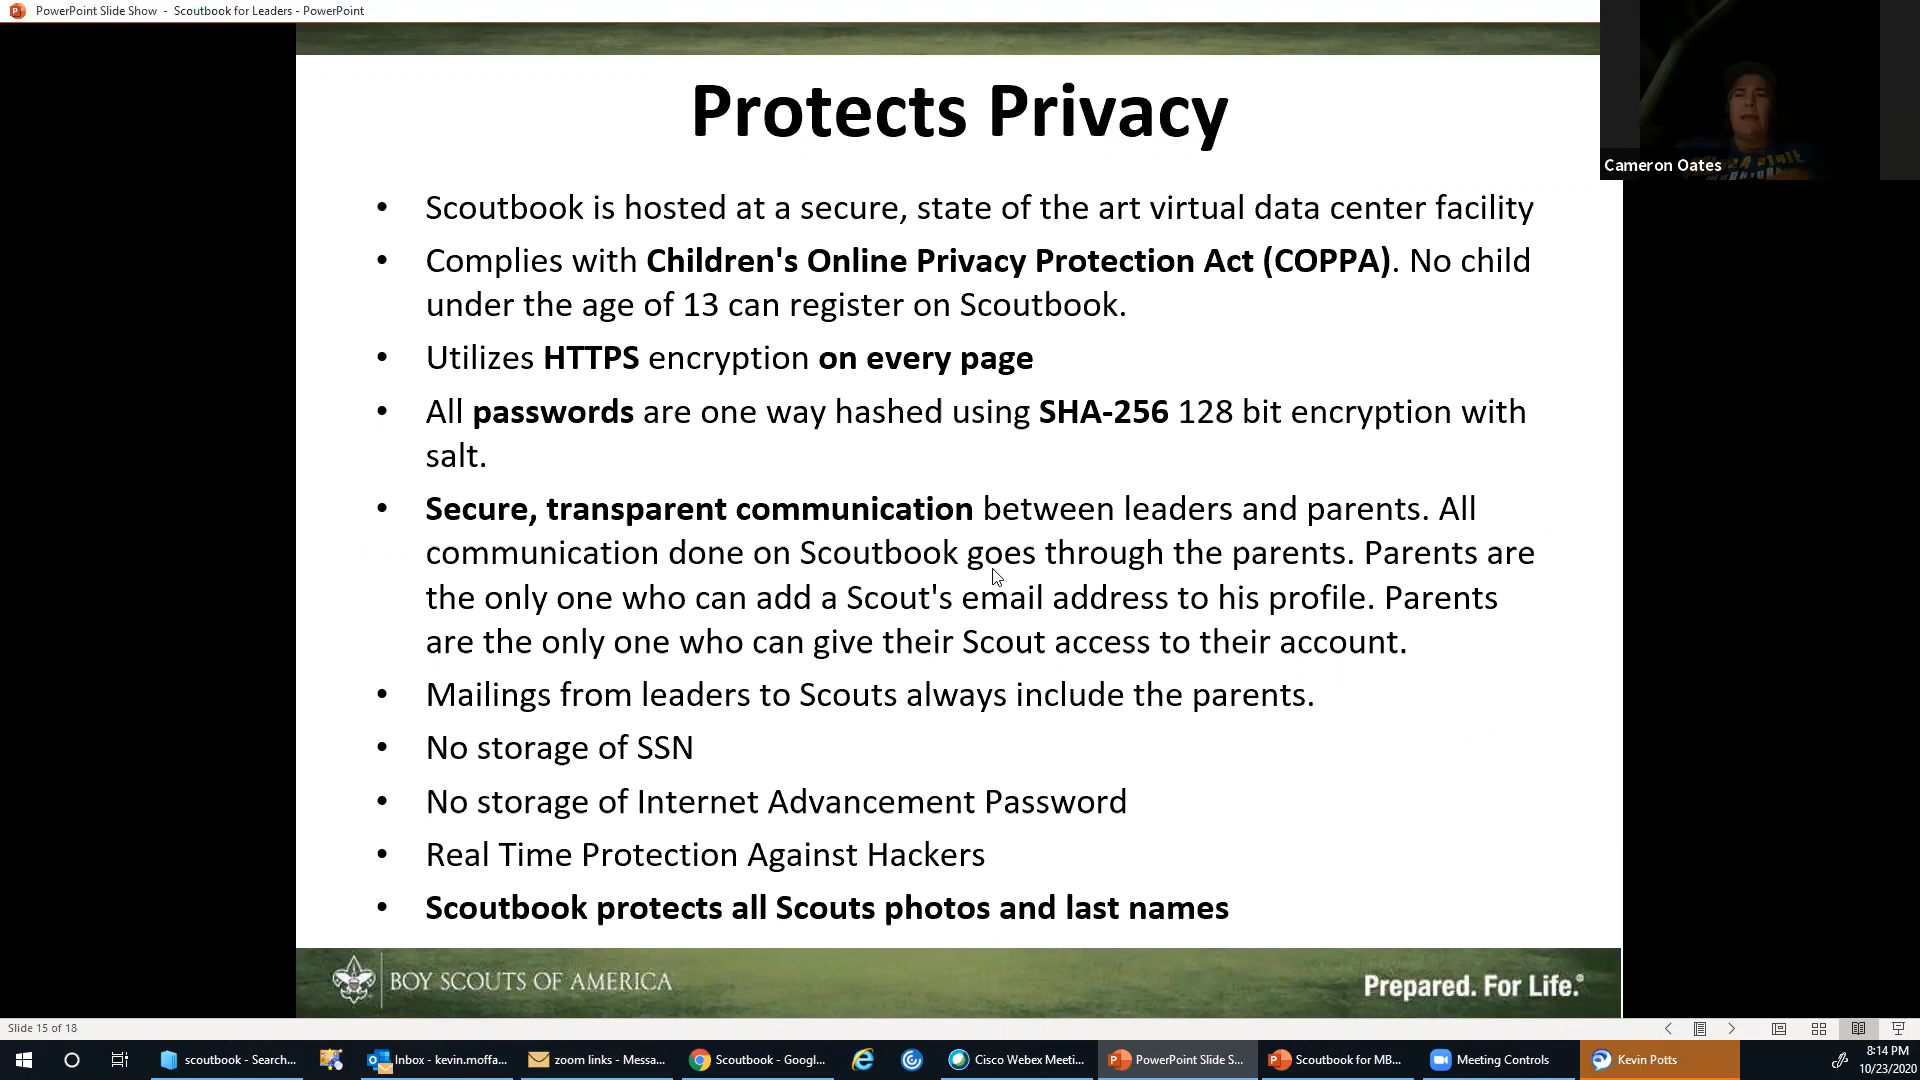 PowerPoint Slide Show - Scoutbook for Leaders - PowerPoint
Protects Privacy
Cameron Oates
• Scoutbook is hosted at a secure, state of the art virtual data center facility
• Complies with Children's Online Privacy Protection Act (COPPA). No child
under the age of 13 can register on Scoutbook.
• Utilizes HTTPS encryption on every page
• All passwords are one way hashed using SHA-256 128 bit encryption with
salt.
• Secure, transparent communication between leaders and parents. All
communication done on Scoutbook goes through the parents. Parents are
the only one who can add a Scout's email address to his profile. Parents
are the only one who can give their Scout access to their account.
• Mailings from leaders to Scouts always include the parents.
• No storage of SSN
• No storage of Internet Advancement Password
• Real Time Protection Against Hackers
• Scoutbook protects all Scouts photos and last names
BOY SCOUTS OF AMERICA
Prepared. For Life.®
Slide 15 of 18
scoutbook - Search...
Inbox - kevin.moffa...
zoom links - Messa...
Scoutbook - Googl...
Cisco Webex Meeti...
PowerPoint Slide S...
Scoutbook for MB...
Meeting Controls
Kevin Potts
8:14 PM
10/23/2020